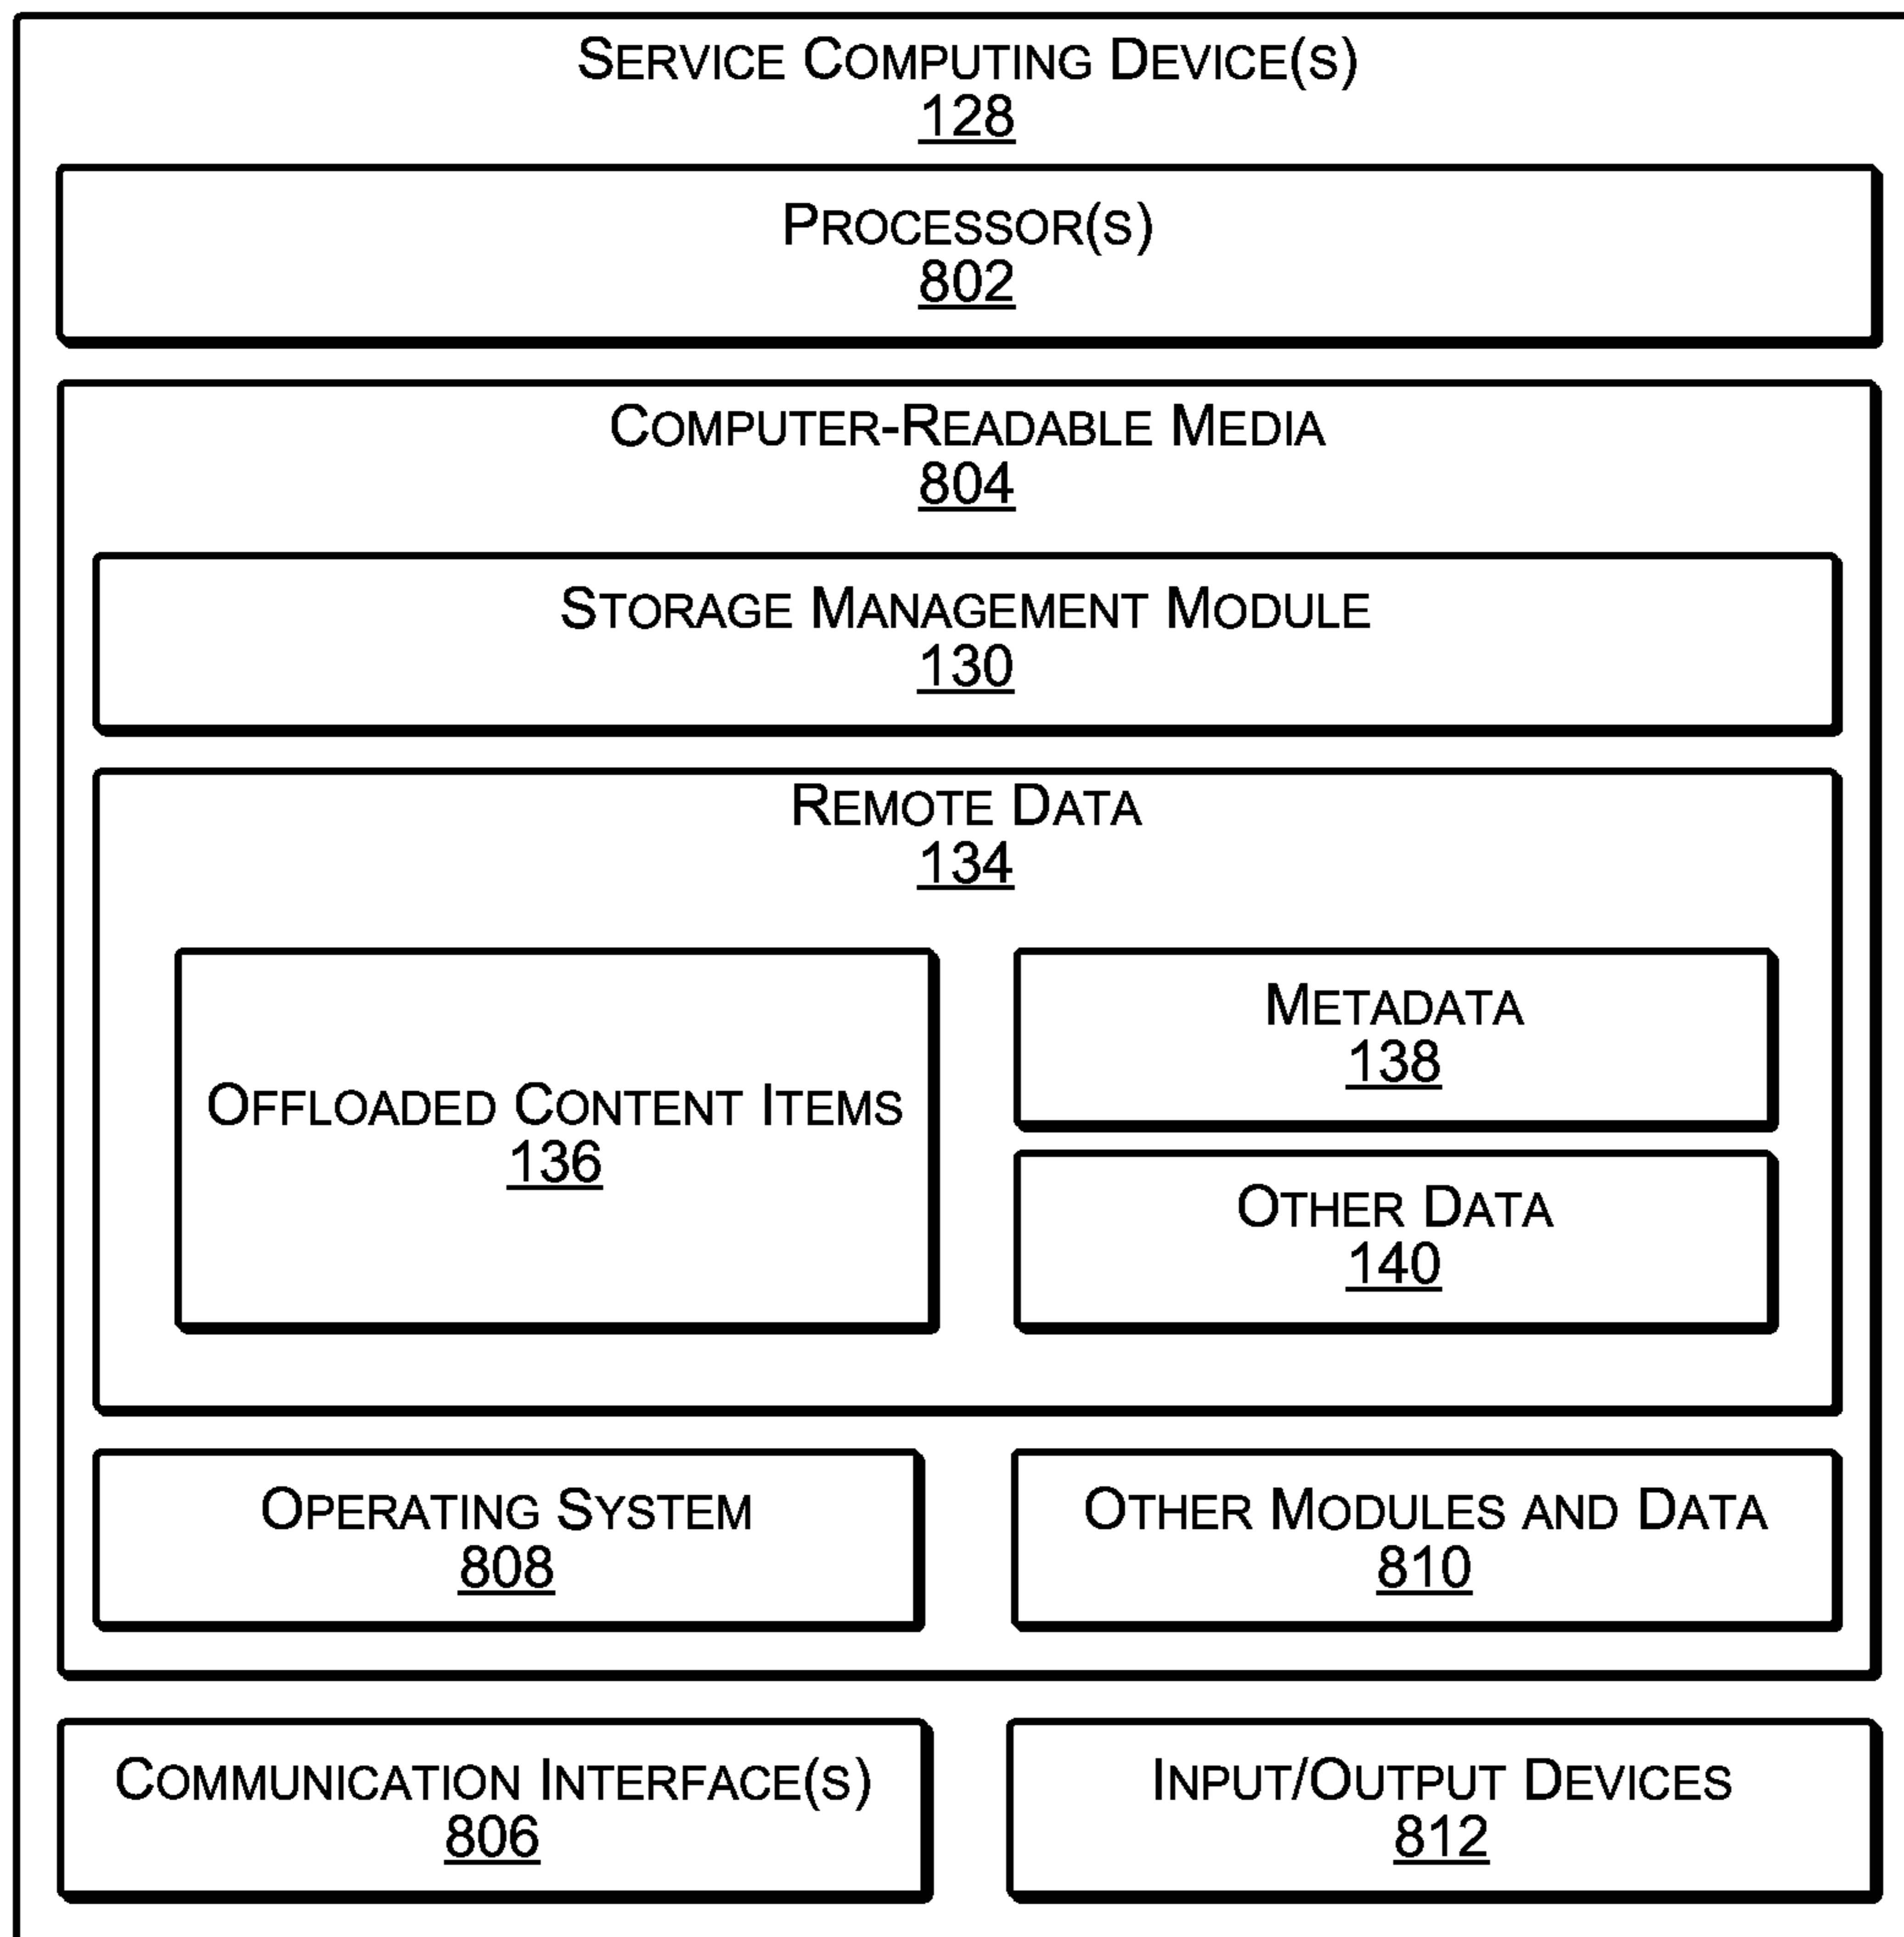 SERVICE COMPUTING DEVICE(S)
128
PROCESSOR(S)
802
COMPUTER-READABLE MEDIA
804
STORAGE MANAGEMENT MODULE
130
REMOTE DATA
134
OFFLOADED CONTENT ITEMS
136
METADATA
138
OTHER DATA
140
OPERATING SYSTEM
808
OTHER MODULES AND DATA
810
COMMUNICATION INTERFACE(S)
806
INPUT/OUTPUT DEVICES
812